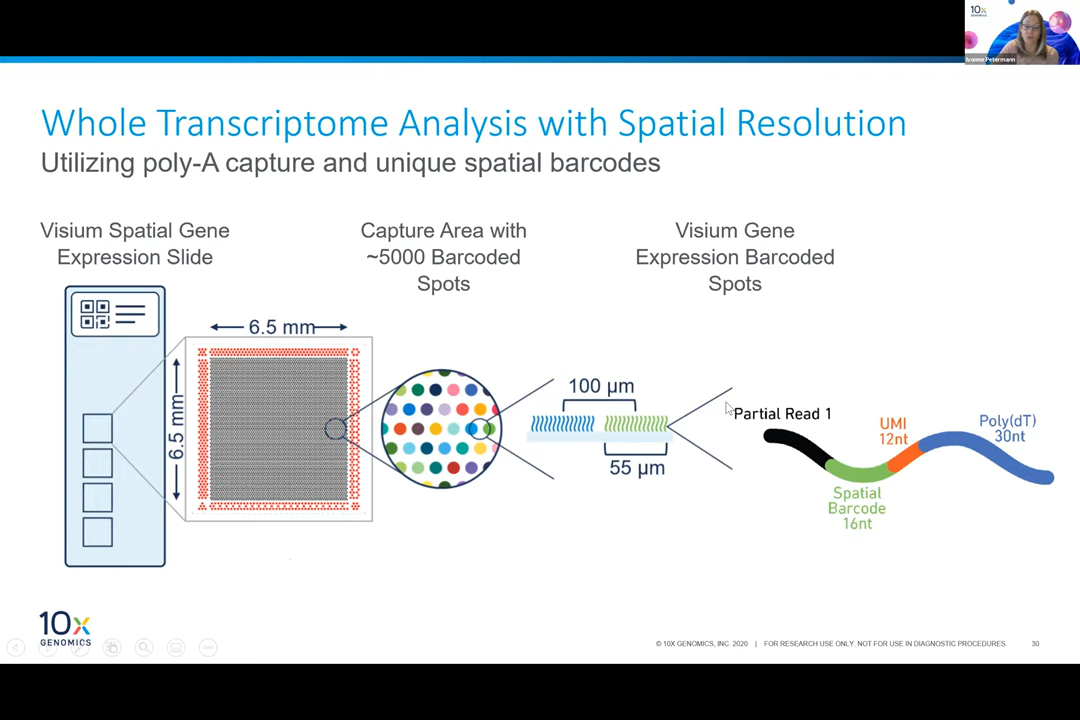 10x
GENOMICS
Ivonne Petermann
Whole Transcriptome Analysis with Spatial Resolution
Utilizing poly-A capture and unique spatial barcodes
Visium Spatial Gene
Expression Slide
Capture Area with
~5000 Barcoded
Spots
Visium Gene
Expression Barcoded
Spots
6.5 mm
6.5 mm
100 µm
55 µm
Partial Read 1
UMI
12nt
Poly(dT)
30nt
Spatial
Barcode
16nt
10x
GENOMICS
© 10X GENOMICS, INC. 2020 | FOR RESEARCH USE ONLY. NOT FOR USE IN DIAGNOSTIC PROCEDURES.
30